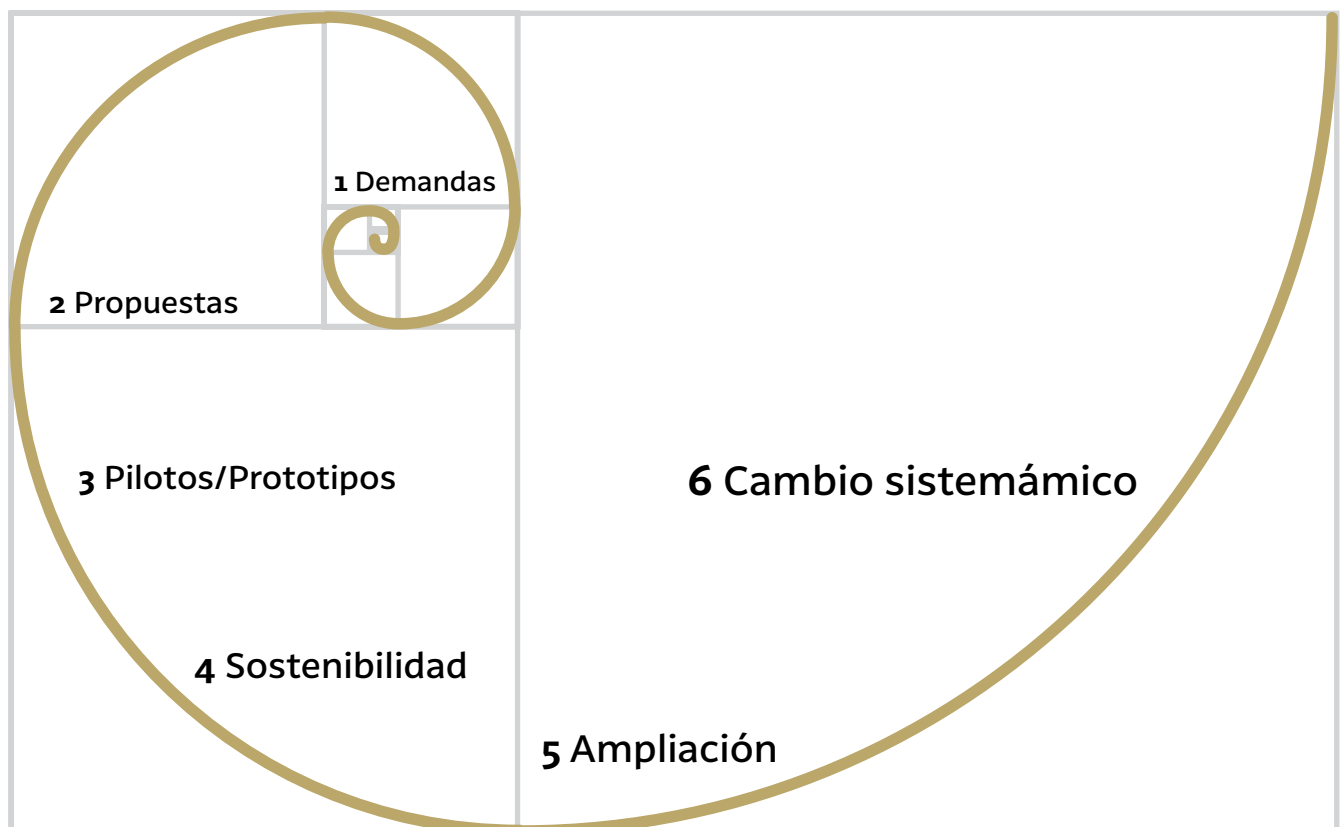 1 Demandas
2 Propuestas
3 Pilotos/Prototipos
4 Sostenibilidad
5 Ampliación
6 Cambio sistemámico